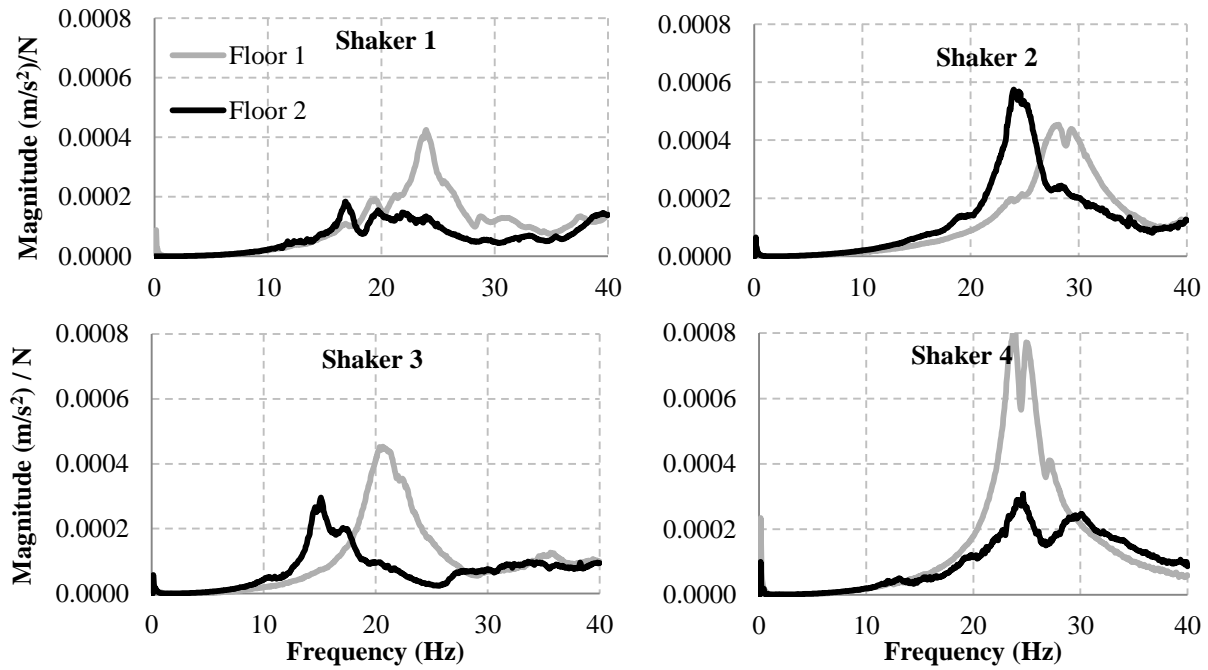 0.0008
0.0006
0.0004
0.0002
0.0000
Magnitude (m/s²)/N
Shaker 1
Floor 1
Floor 2
0 10 20 30 40
0.0008
0.0006
0.0004
0.0002
0.0000
Shaker 2
0 10 20 30 40
0.0008
0.0006
0.0004
0.0002
0.0000
Magnitude (m/s²) / N
Shaker 3
0 10 20 30 40
Frequency (Hz)
0.0008
0.0006
0.0004
0.0002
0.0000
Shaker 4
0 10 20 30 40
Frequency (Hz)